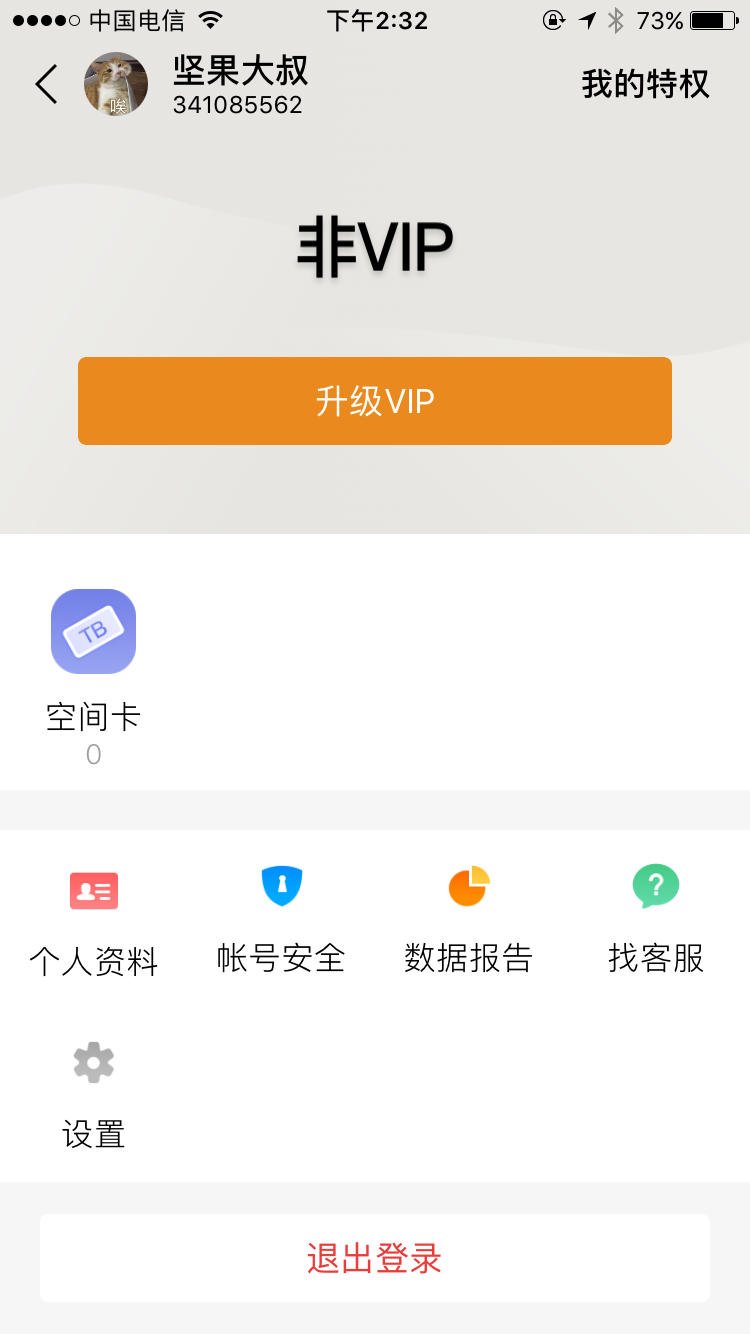 中国电信
下午2:32
73%
坚果大叔
341085562
我的特权
唉
非VIP
升级VIP
TB
空间卡
0
个人资料
帐号安全
数据报告
?
找客服
设置
退出登录